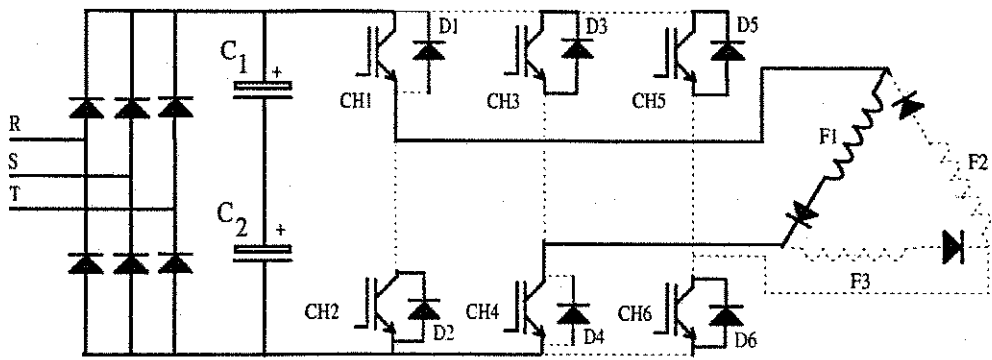 D1
D3
D5
C1
+
CH1
CH3
CH5
R
S
T
F1
F2
C2
+
F3
CH2
D2
CH4
D4
CH6
D6